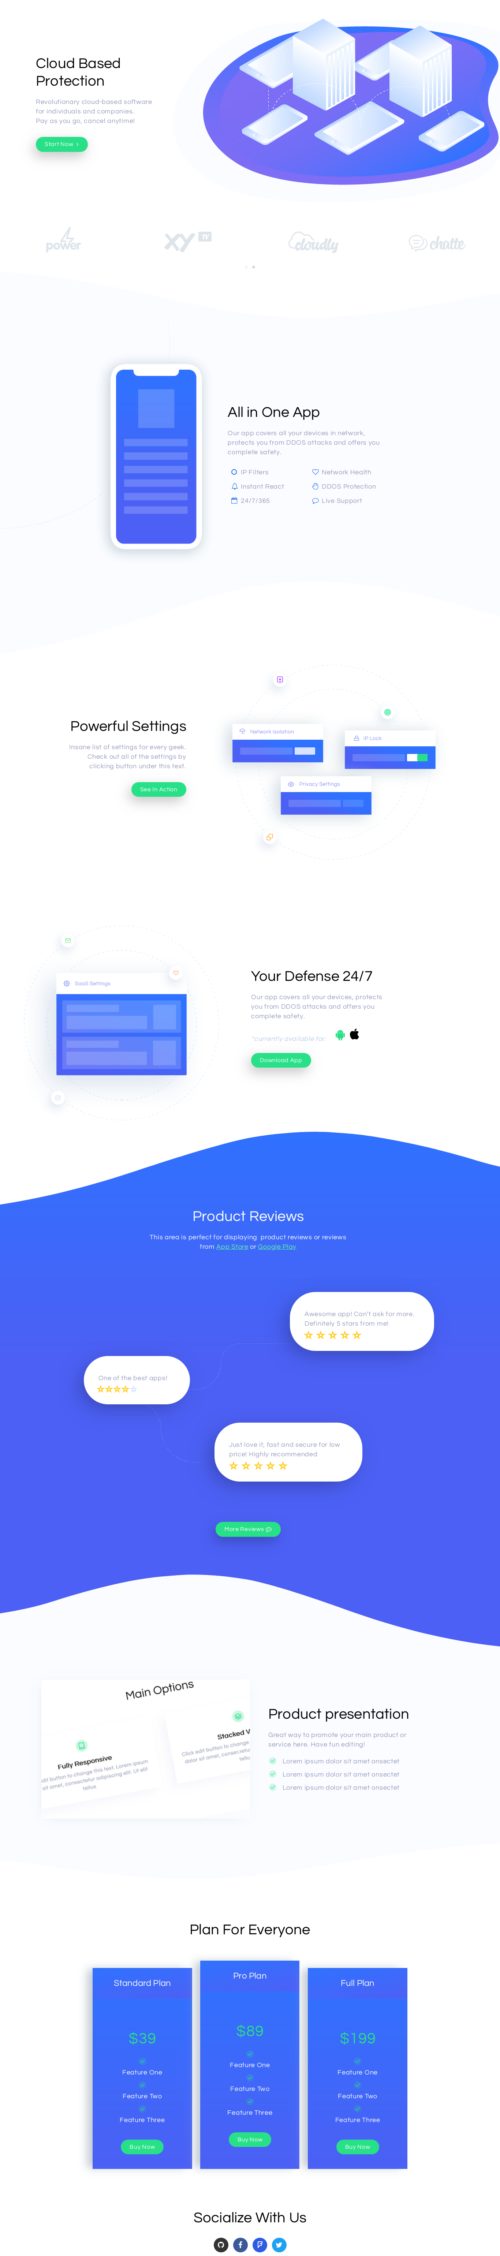 Cloud Based
Protection
Revolutionary cloud-based software
for individuals and companies.
Pay as you go, cancel anytime!
Start Now
power
XY TV
cloudly
chatte
All in One App
Our app covers all your devices in network,
protects you from DDOS attacks and offers you
complete safety.
IP Filters
Network Health
Instant React
DDOS Protection
24/7/365
Live Support
Powerful Settings
Insane list of settings for every geek.
Check out all of the settings by
clicking button under this text.
See In Action
Network Isolation
IP Lock
Privacy Settings
Your Defense 24/7
Our app covers all your devices, protects
you from DDOS attacks and offers you
complete safety.
*currently available for
Download App
Settings
Product Reviews
This area is perfect for displaying product reviews or reviews
from App Store or Google Play
Awesome app! Can't ask for more.
Definitely 5 stars from me!
One of the best apps!
Just love it, fast and secure for low
price! Highly recommended
More Reviews
Main Options
Fully Responsive
edit button to change this text. Lorem ipsum
sit amet, consectetur adipiscing elit. Ut elit
tellus
Stacked V
Click edit button to change
dolor sit amet, consectetu
Product presentation
Great way to promote your main product or
service here. Have fun editing!
Lorem ipsum dolor sit amet onsectet
Lorem ipsum dolor sit amet onsectet
Lorem ipsum dolor sit amet onsectet
Plan For Everyone
Standard Plan
$39
Feature One
Feature Two
Feature Three
Buy Now
Pro Plan
$89
Feature One
Feature Two
Feature Three
Buy Now
Full Plan
$199
Feature One
Feature Two
Feature Three
Buy Now
Socialize With Us